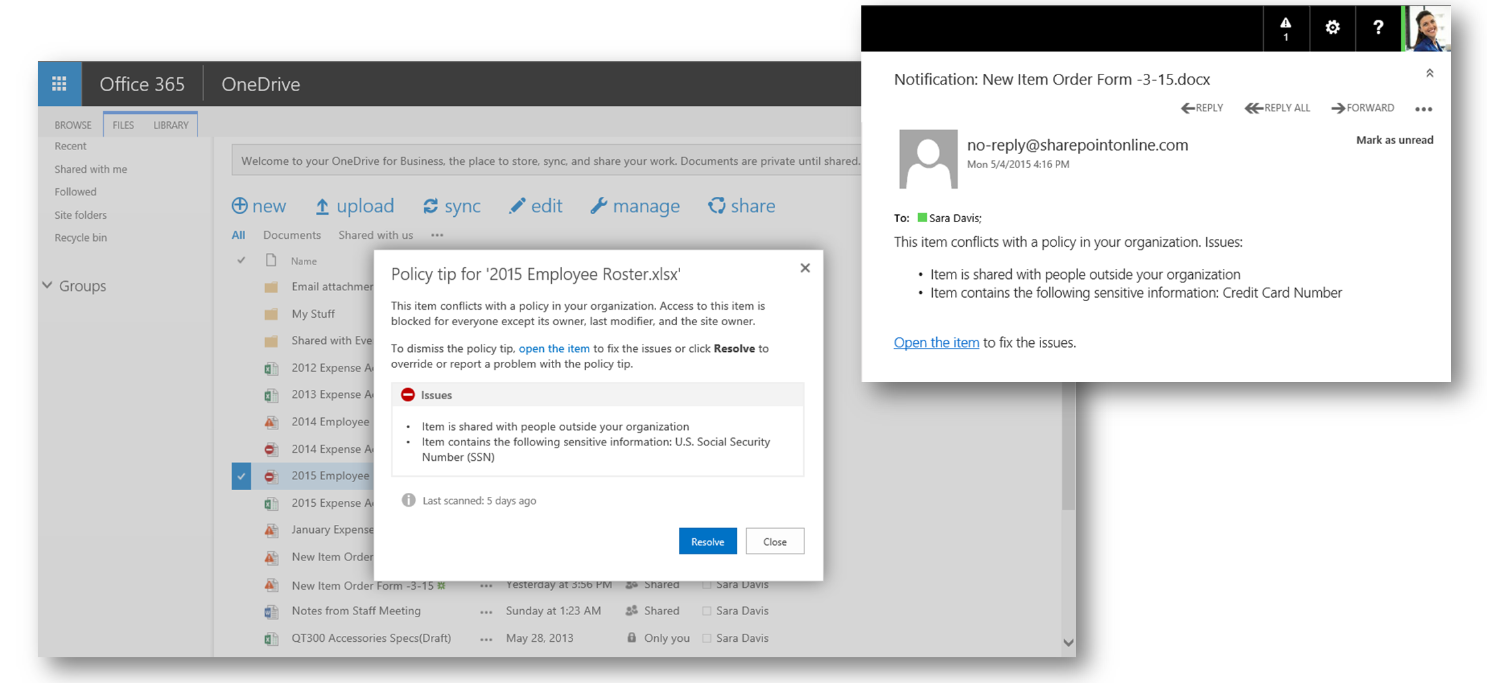 Office 365
OneDrive
BROWSE
FILES
LIBRARY
Recent
Shared with me
Followed
Site folders
Recycle bin
Groups
Welcome to your OneDrive for Business, the place to store, sync, and share your work. Documents are private until shared.
new
upload
sync
edit
manage
share
All
Documents
Shared with us
•••
Name
Email
My Stuff
Shared with
2012 Expense
2013 Expense
2014 Employee
2014 Expense
2015 Employee
2015 Expense
January Expense
New Item Order
New Item Order Form -3-15 ••• Yesterday at 3:56 PM Shared Sara Davis
Notes from Staff Meeting ••• Sunday at 1:23 AM Shared Sara Davis
QT300 Accessories Specs(Draft) ••• May 28, 2013 Only you Sara Davis
Policy tip for '2015 Employee Roster.xlsx'
This item conflicts with a policy in your organization. Access to this item is
blocked for everyone except its owner, last modifier, and the site owner.
To dismiss the policy tip, open the item to fix the issues or click Resolve to
override or report a problem with the policy tip.
Issues
• Item is shared with people outside your organization
• Item contains the following sensitive information: U.S. Social Security
Number (SSN)
Last scanned: 5 days ago
Resolve
Close
1
?
Notification: New Item Order Form -3-15.docx
REPLY
REPLY ALL
FORWARD
•••
no-reply@sharepointonline.com
Mark as unread
Mon 5/4/2015 4:16 PM
To: Sara Davis;
This item conflicts with a policy in your organization. Issues:
• Item is shared with people outside your organization
• Item contains the following sensitive information: Credit Card Number
Open the item to fix the issues.